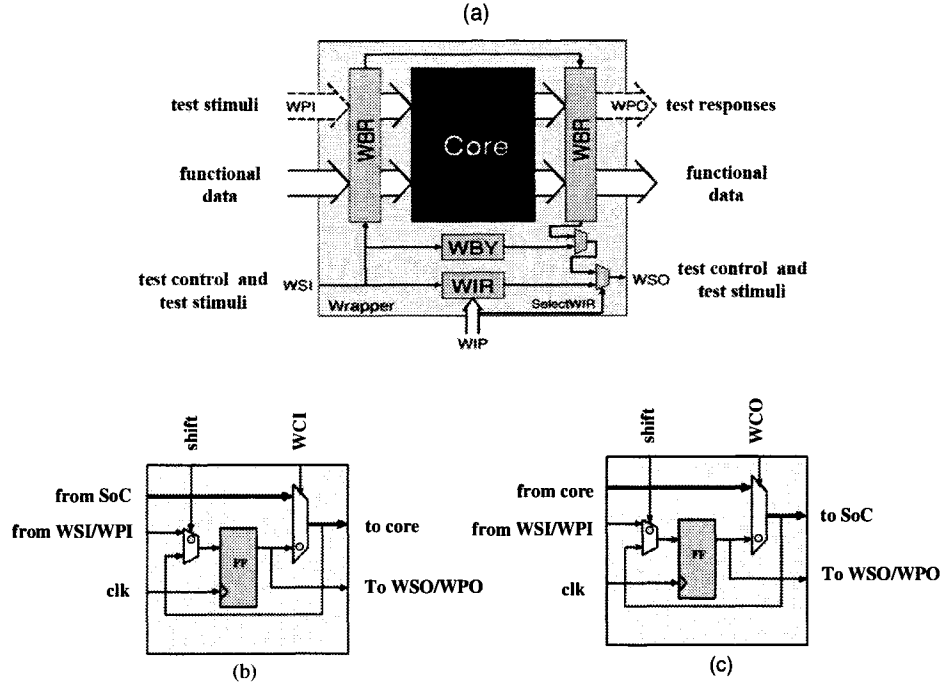 (a)
test stimuli
WPI
WBR
Core
WBR
WPO
test responses
functional
data
functional
data
WBY
test control and
test stimuli
WSI
WIR
WSO
test control and
test stimuli
Wrapper
SelectWIR
WIP
shift
WCI
from SoC
from WSI/WPI
FF
to core
clk
To WSO/WPO
(b)
shift
WCO
from core
from WSI/WPI
FF
to SoC
clk
To WSO/WPO
(c)